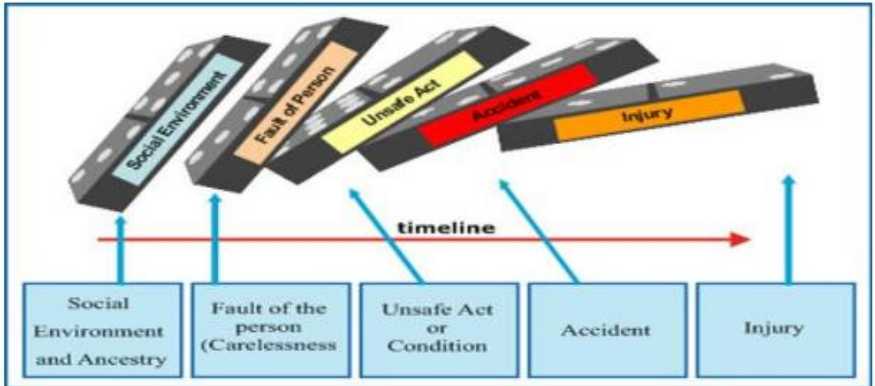 Social Environment
Fault of Person
Unsafe Act
Accident
Injury
timeline
Social
Environment
and Ancestry
Fault of the
person
(Carelessness
Unsafe Act
or
Condition
Accident
Injury